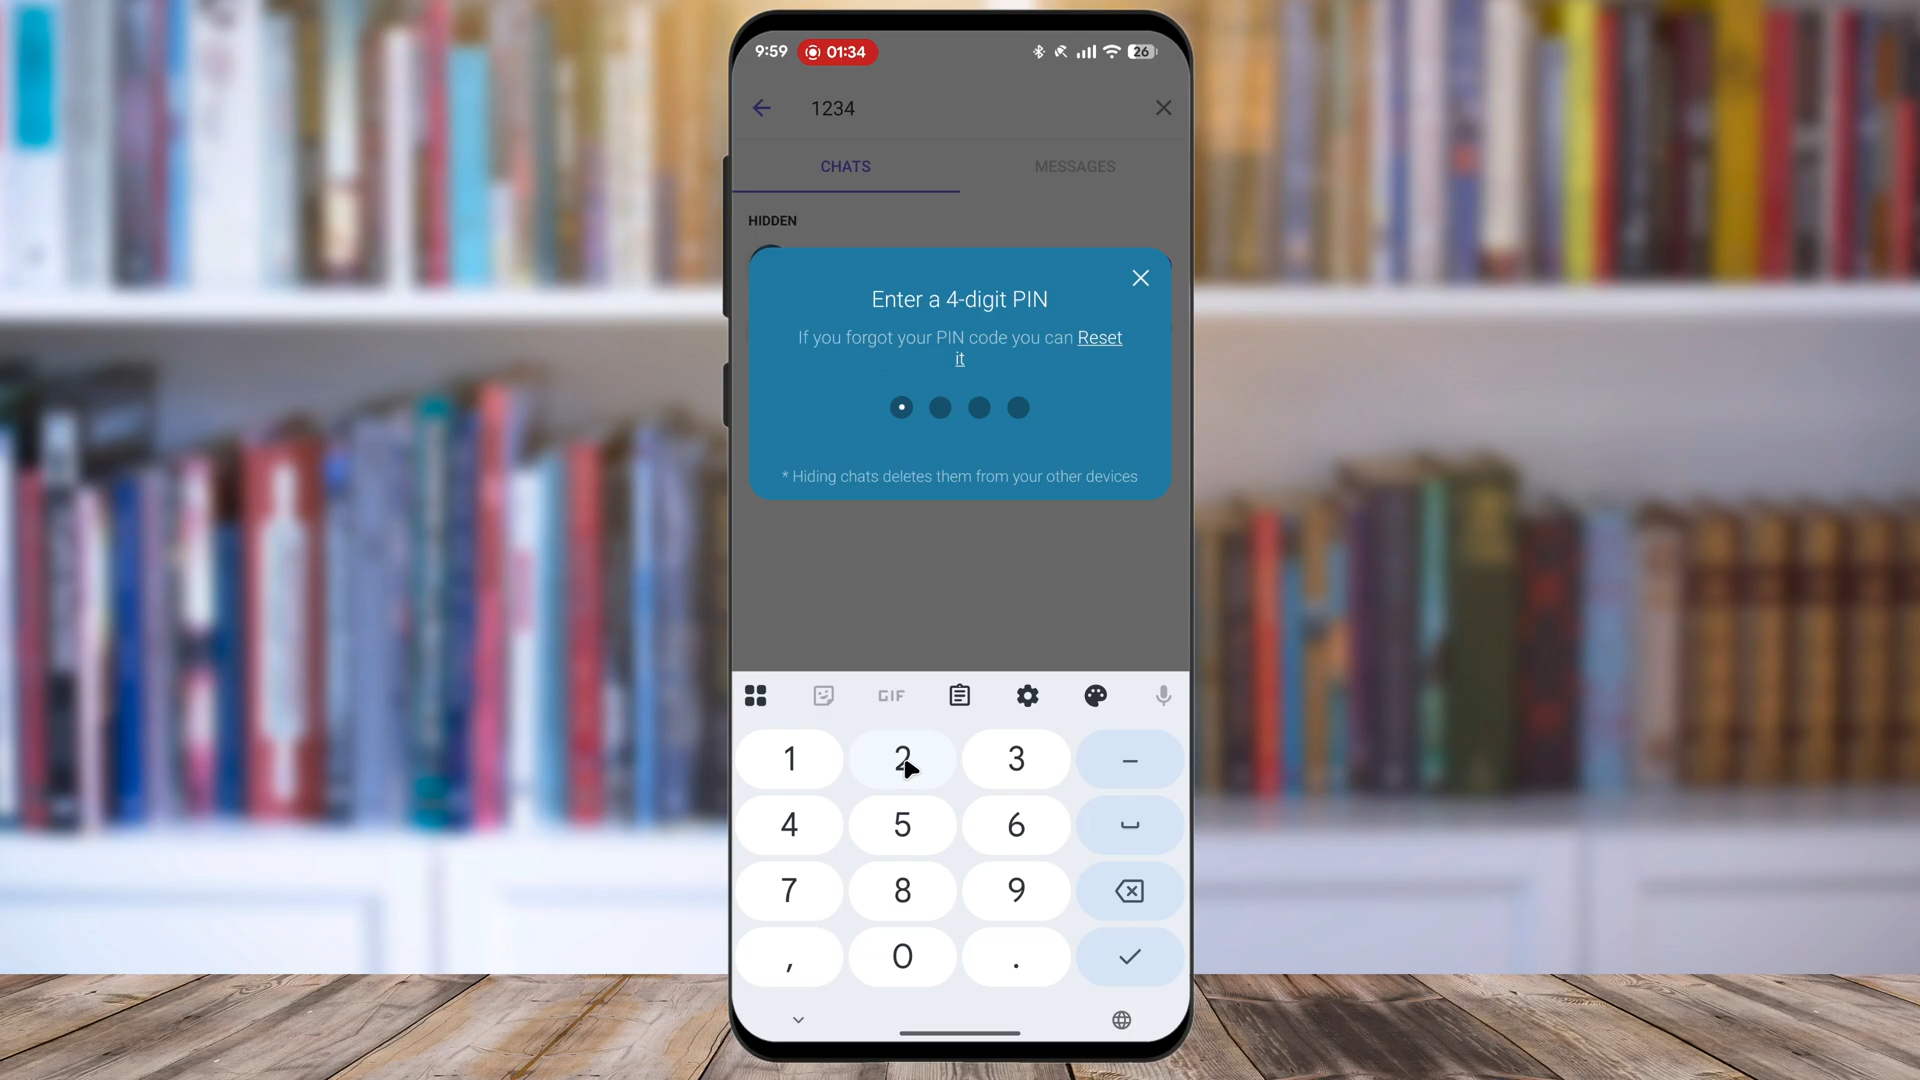 9:59 01:34 26
1234
CHATS MESSAGES
HIDDEN
Enter a 4-digit PIN
If you forgot your PIN code you can Reset
it
* Hiding chats deletes them from your other devices
GIF
1 2 3 –
4 5 6
7 8 9
, 0 .